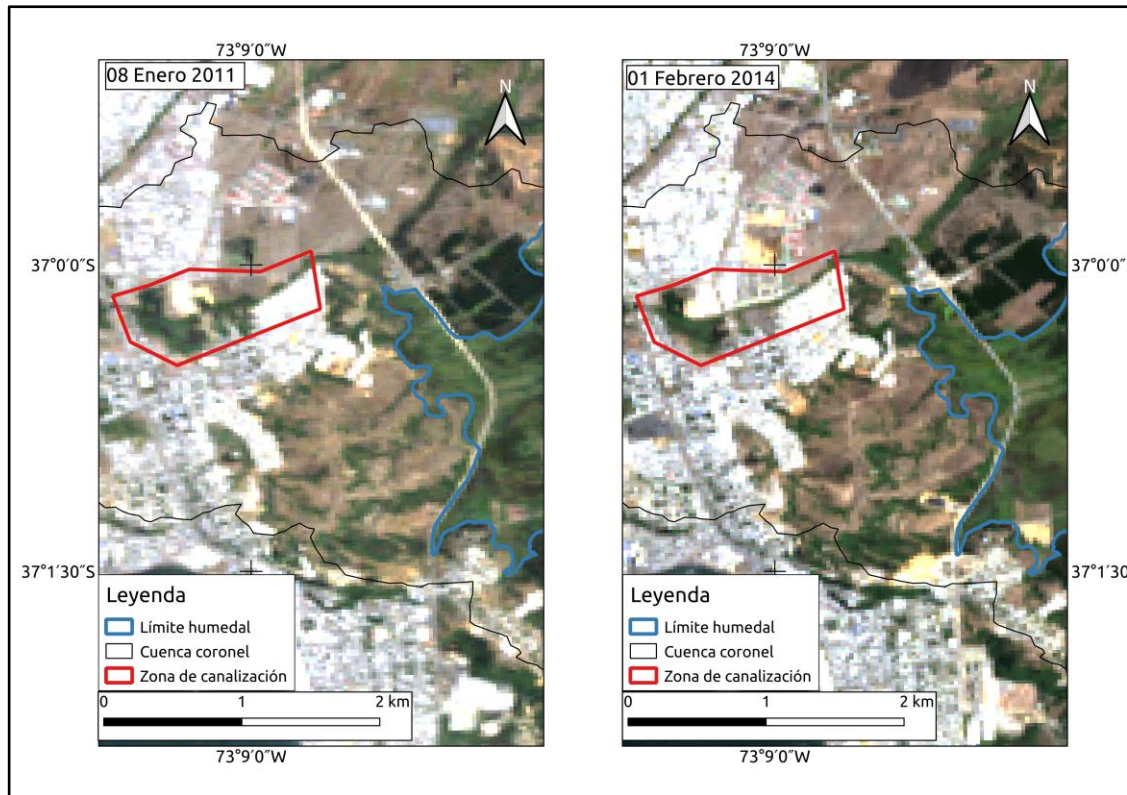 73°9′0″W
08 Enero 2011
N
37°0′0″S
37°1′30″S
Leyenda
Límite humedal
Cuenca coronel
Zona de canalización
0 1 2 km
73°9′0″W
73°9′0″W
01 Febrero 2014
N
37°0′0″
37°1′30
Leyenda
Límite humedal
Cuenca coronel
Zona de canalización
0 1 2 km
73°9′0″W